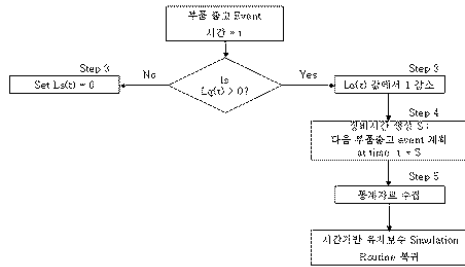 부품 출고 Event
시간 = t
Is
Lq(t) > 0?
No
Yes
Step 3
Set Ls(t) = 0
Step 3
Lq(t) 값에서 1 감소
Step 4
정비시간 생성 S :
다음 부품출고 event 계획
at time t + S
Step 5
통계자료 수집
시간기반 유지보수 Simulation
Routine 복귀